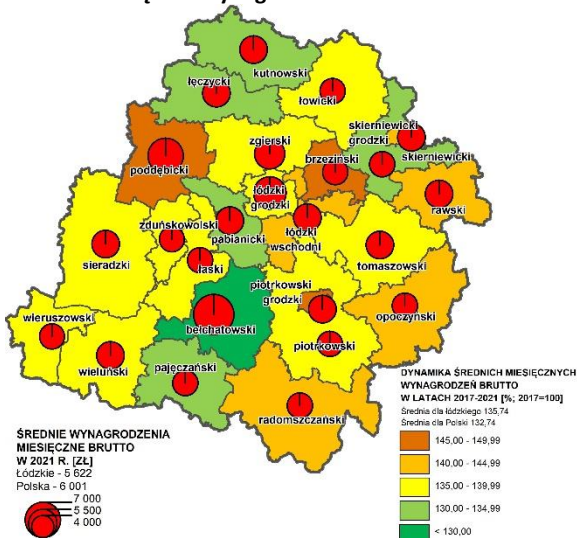 kutnowski
łęczycki
łowicki
skierniewicki
grodzki
zgierski
brzeziński
skierniewicki
poddębicki
łódzki
grodzki
rawski
zduńskowolski
pabianicki
łódzki
wschodni
sieradzki
łaski
tomaszowski
piotrkowski
grodzki
wieruszowski
bełchatowski
opoczyński
piotrkowski
wieluński
pajęczański
radomszczański
DYNAMIKA ŚREDNICH MIESIĘCZNYCH
WYNAGRODZEŃ BRUTTO
W LATACH 2017-2021 [%; 2017=100]
Średnia dla łódzkiego 135,74
Średnia dla Polski 132,74
145,00 - 149,99
140,00 - 144,99
135,00 - 139,99
130,00 - 134,99
< 130,00
ŚREDNIE WYNAGRODZENIA
MIESIĘCZNE BRUTTO
W 2021 R. [ZŁ]
Łódzkie - 5 622
Polska - 6 001
7 000
5 500
4 000